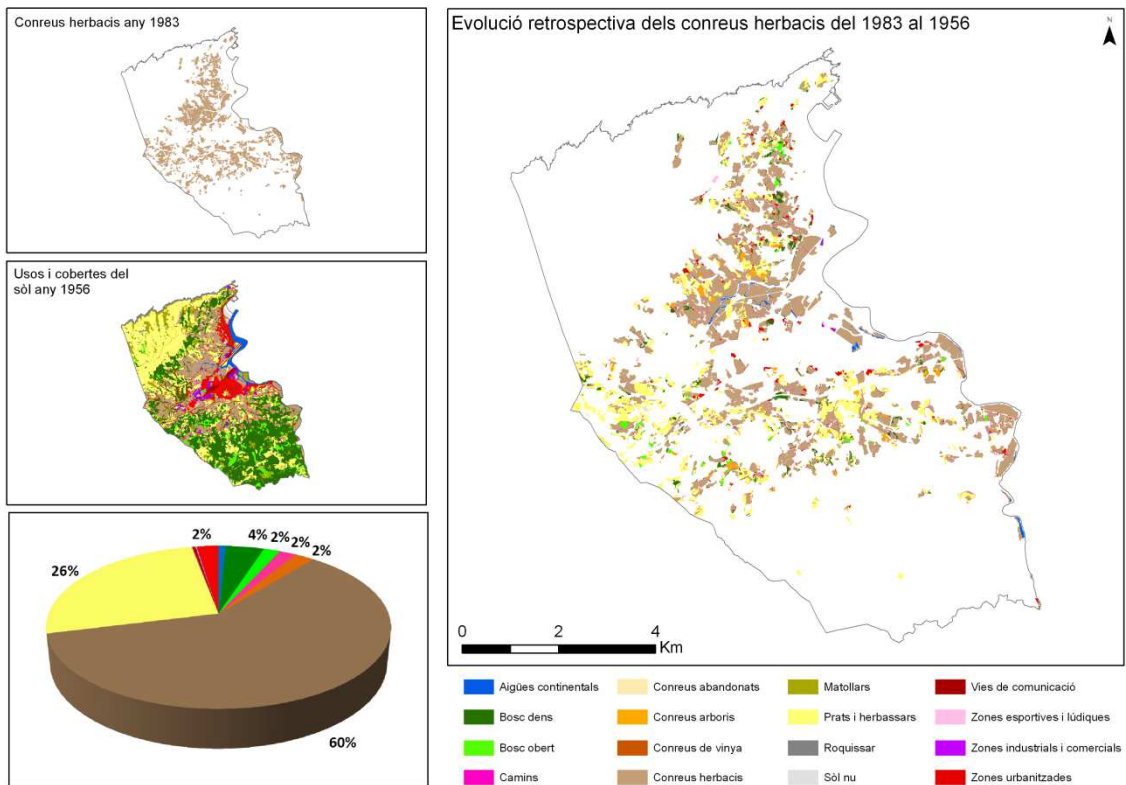 Conreus herbacis any 1983
Evolució retrospectiva dels conreus herbacis del 1983 al 1956
N
Usos i cobertes del
sòl any 1956
2%
4%
2%
2%
2%
26%
60%
0 2 4
Km
Aigües continentals
Bosc dens
Bosc obert
Camins
Conreus abandonats
Conreus arboris
Conreus de vinya
Conreus herbacis
Matollars
Prats i herbassars
Roquissar
Sòl nu
Vies de comunicació
Zones esportives i lúdiques
Zones industrials i comercials
Zones urbanitzades